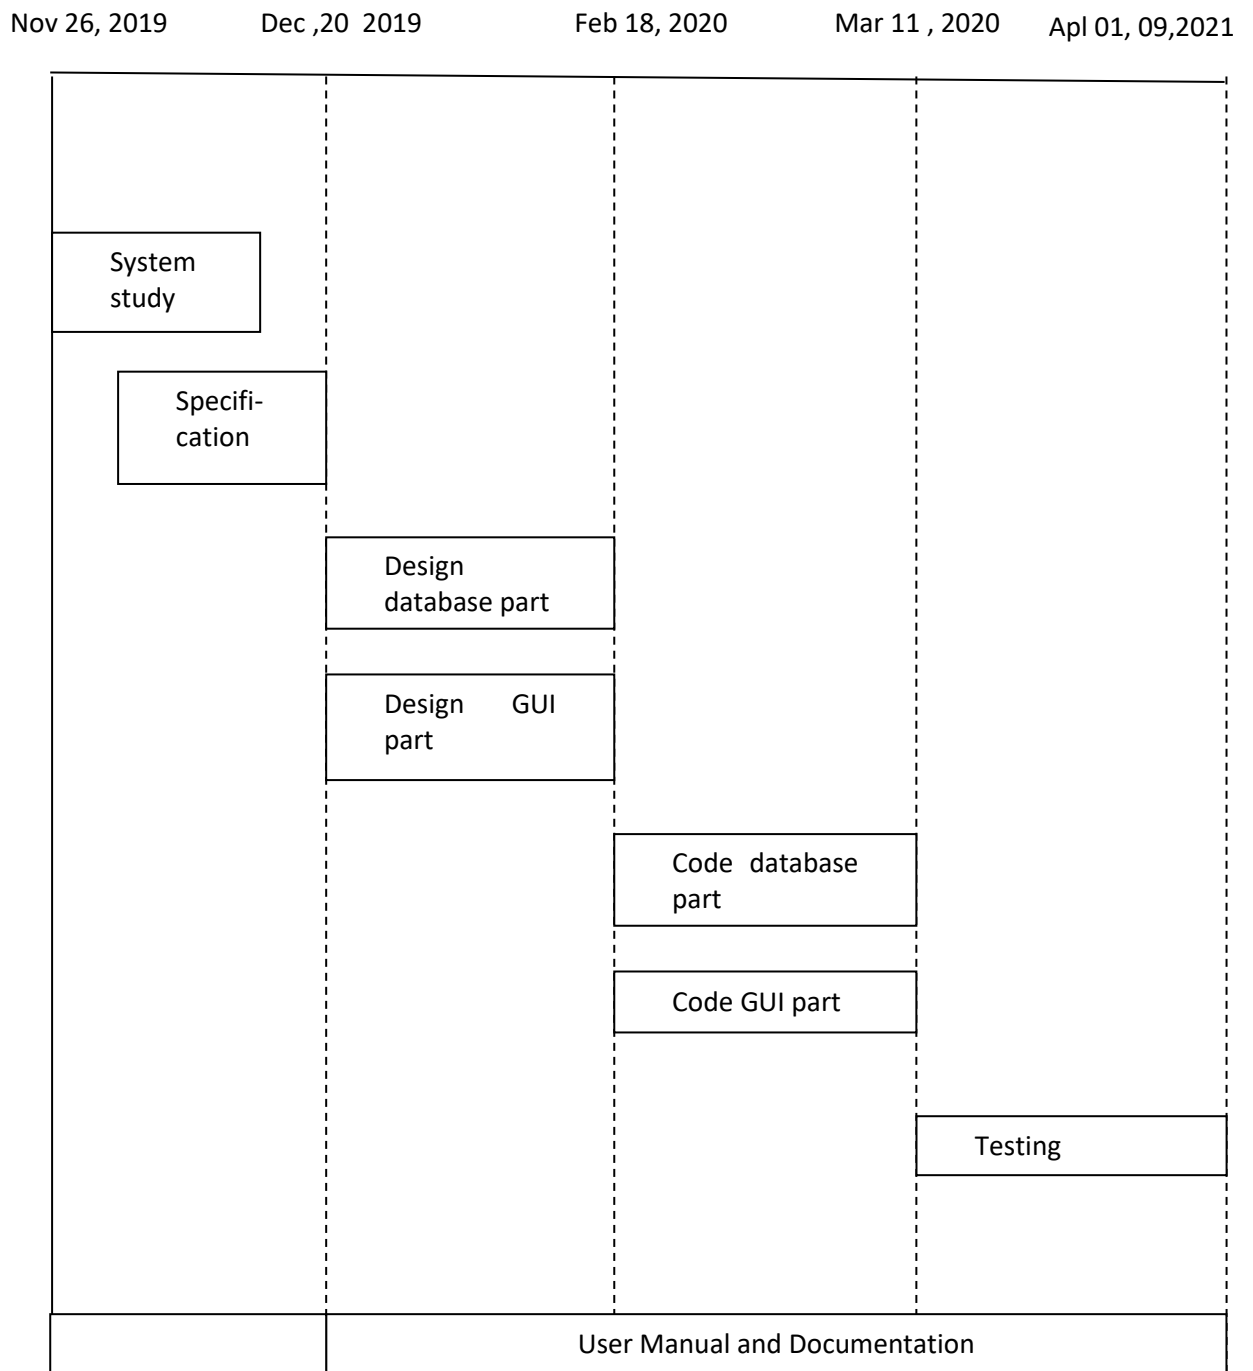 Nov 26, 2019 Dec ,20 2019 Feb 18, 2020 Mar 11 , 2020 Apl 01, 09,2021
System
study
Specifi-
cation
Design
database part
Design GUI
part
Code database
part
Code GUI part
Testing
User Manual and Documentation